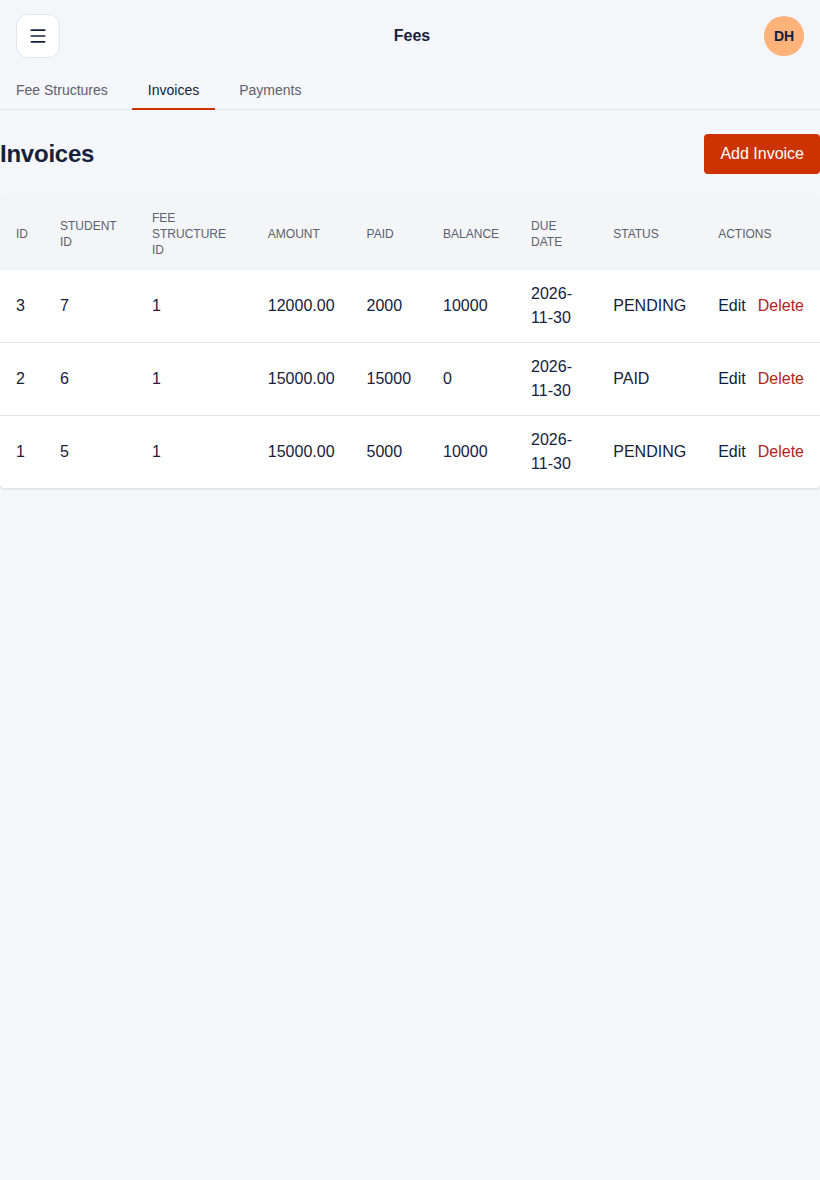 Fees
DH
Fee Structures Invoices Payments
Invoices
Add Invoice
ID STUDENT ID FEE STRUCTURE ID AMOUNT PAID BALANCE DUE DATE STATUS ACTIONS
3 7 1 12000.00 2000 10000 2026-11-30 PENDING Edit Delete
2 6 1 15000.00 15000 0 2026-11-30 PAID Edit Delete
1 5 1 15000.00 5000 10000 2026-11-30 PENDING Edit Delete